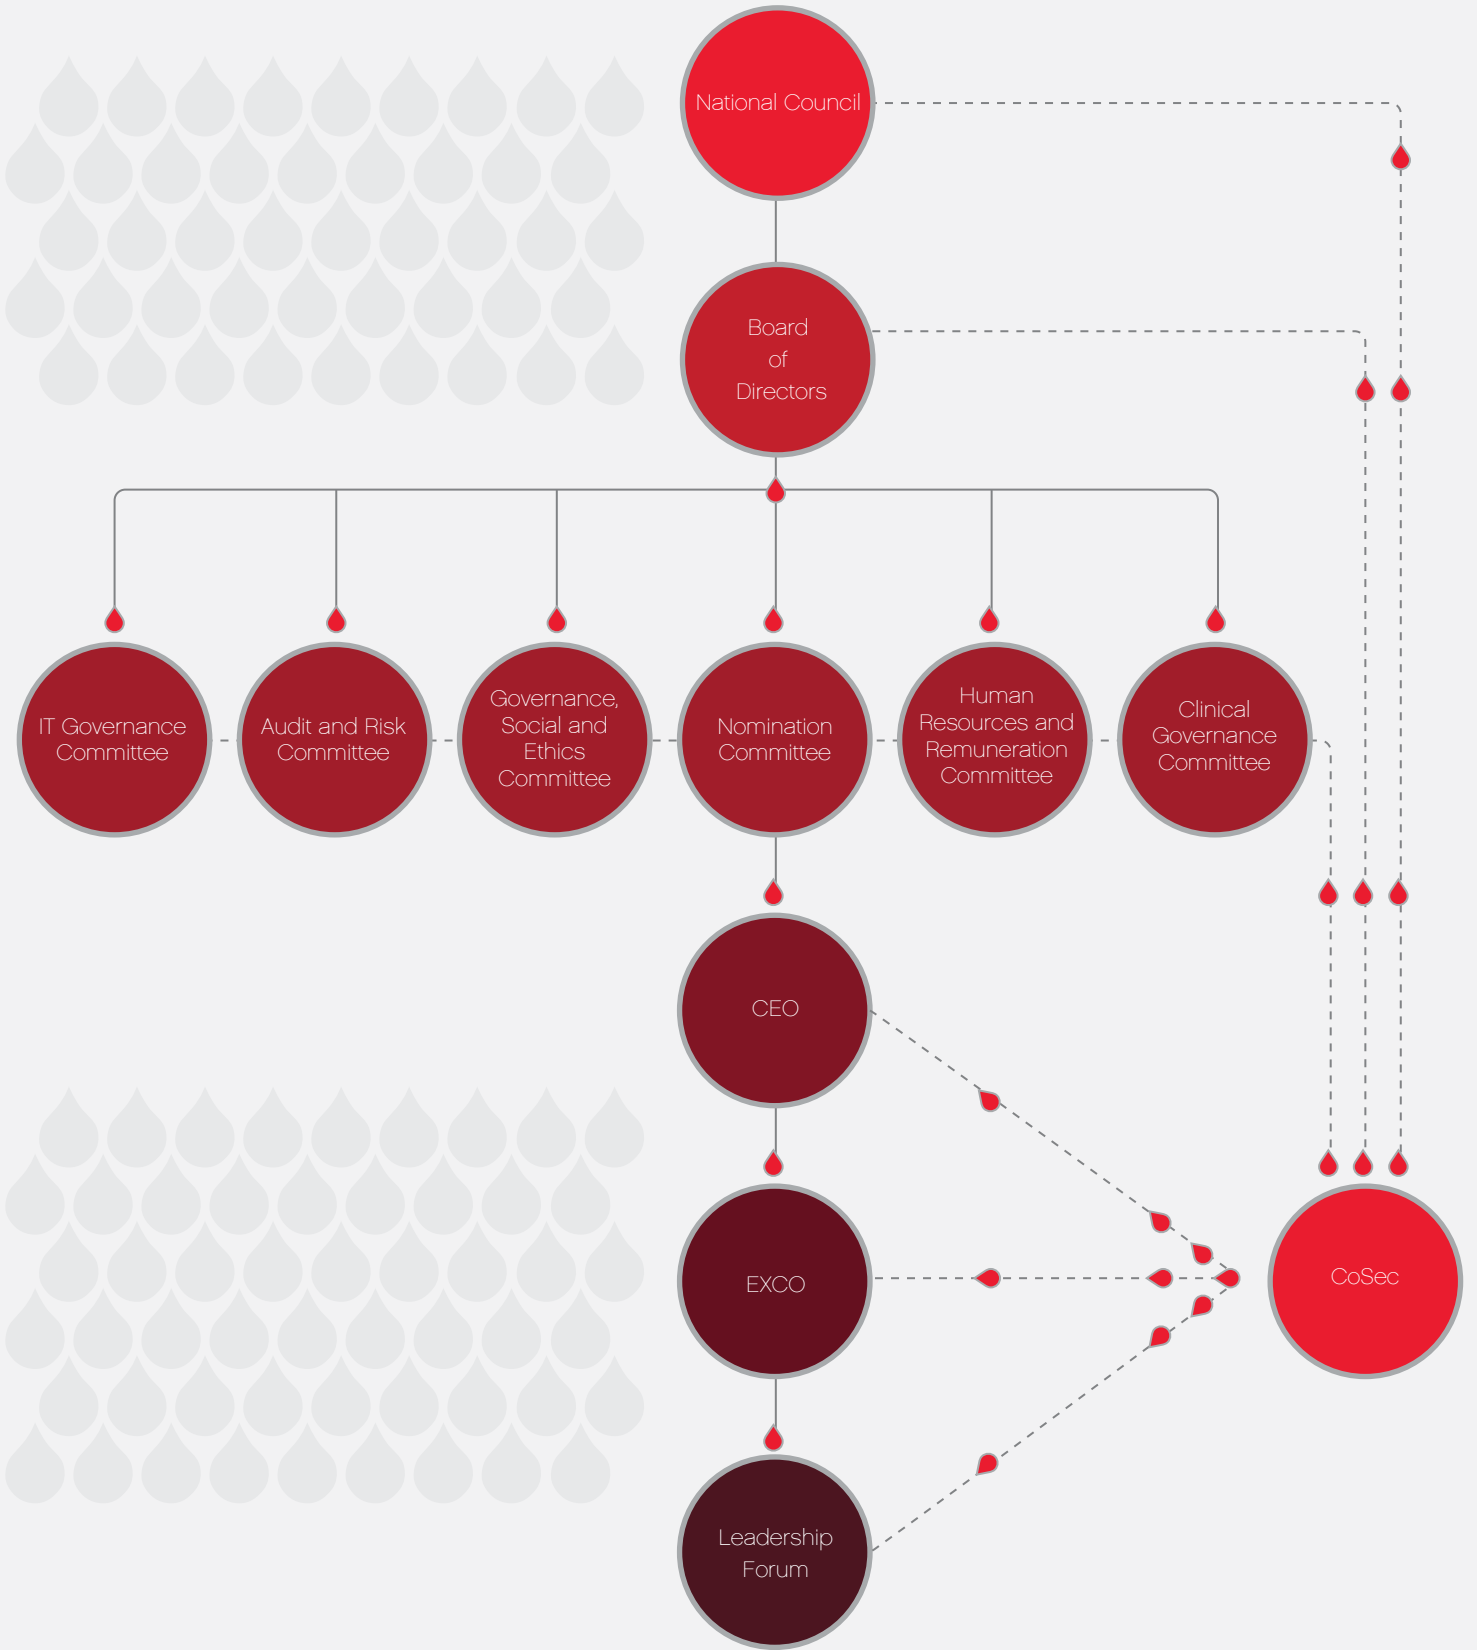 National Council
Board
of
Directors
IT Governance
Committee
Audit and Risk
Committee
Governance,
Social and
Ethics
Committee
Nomination
Committee
Human
Resources and
Remuneration
Committee
Clinical
Governance
Committee
CEO
EXCO
CoSec
Leadership
Forum